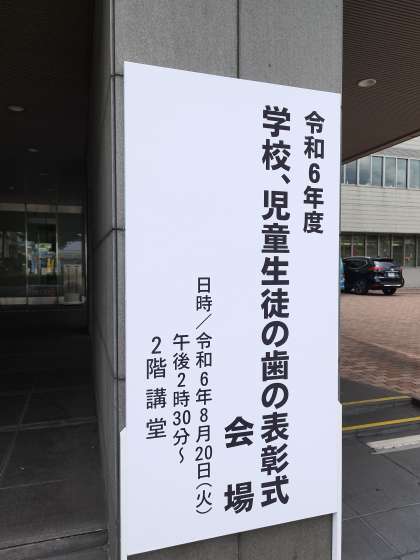 令和6年度
学校、児童生徒の歯の表彰式
会場
日時／令和6年8月20日(火)
午後2時30分～
2階講堂